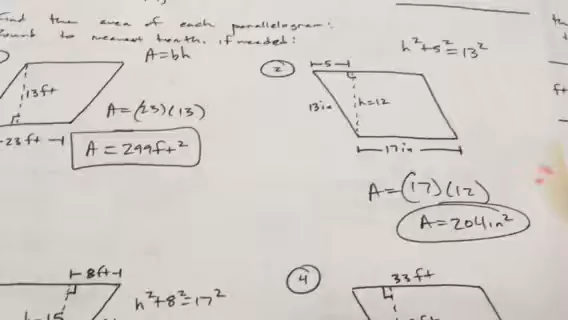 Find the area of each parallelogram:
Round to nearest tenth, if needed:
A=bh
13ft
A=(23)(13)
23ft
A=299ft²
2
h²+5²=13²
5
13in
h=12
17in
A=(17)(12)
A=204in²
8ft
h²+8²=17²
h=15
4
33ft